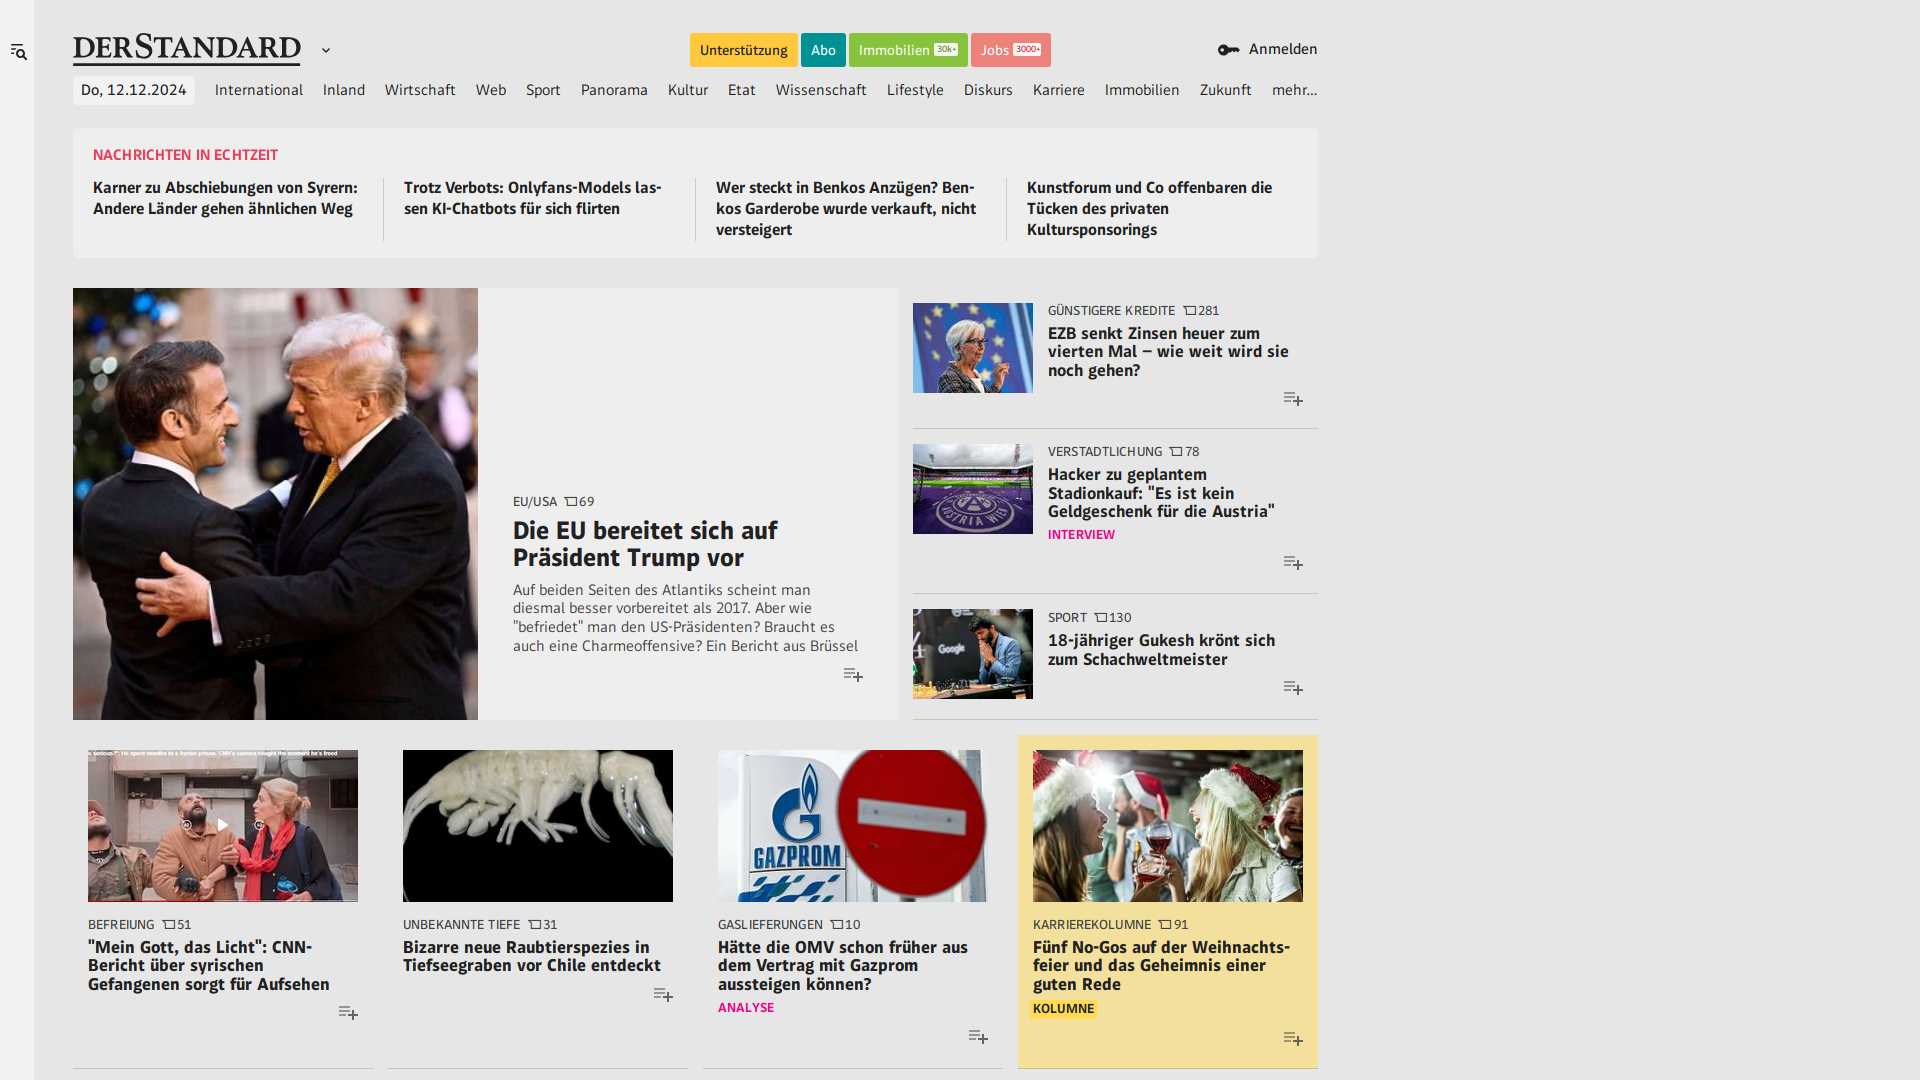 DERSTANDARD
Unterstützung
Abo
Immobilien 30k+
Jobs 3000+
Anmelden
Do, 12.12.2024
International
Inland
Wirtschaft
Web
Sport
Panorama
Kultur
Etat
Wissenschaft
Lifestyle
Diskurs
Karriere
Immobilien
Zukunft
mehr...
NACHRICHTEN IN ECHTZEIT
Karner zu Abschiebungen von Syrern:
Andere Länder gehen ähnlichen Weg
Trotz Verbots: Onlyfans-Models las-
sen KI-Chatbots für sich flirten
Wer steckt in Benkos Anzügen? Ben-
kos Garderobe wurde verkauft, nicht
versteigert
Kunstforum und Co offenbaren die
Tücken des privaten
Kultursponsorings
EU/USA 69
Die EU bereitet sich auf
Präsident Trump vor
Auf beiden Seiten des Atlantiks scheint man
diesmal besser vorbereitet als 2017. Aber wie
"befriedet" man den US-Präsidenten? Braucht es
auch eine Charmeoffensive? Ein Bericht aus Brüssel
GÜNSTIGERE KREDITE 281
EZB senkt Zinsen heuer zum
vierten Mal – wie weit wird sie
noch gehen?
VERSTADTLICHUNG 78
Hacker zu geplantem
Stadionkauf: "Es ist kein
Geldgeschenk für die Austria"
INTERVIEW
AUSTRIA WIEN
SPORT 130
18-jähriger Gukesh krönt sich
zum Schachweltmeister
Google
BEFREIUNG 51
"Mein Gott, das Licht": CNN-
Bericht über syrischen
Gefangenen sorgt für Aufsehen
UNBEKANNTE TIEFE 31
Bizarre neue Raubtierspezies in
Tiefseegraben vor Chile entdeckt
GAZPROM
GASLIEFERUNGEN 10
Hätte die OMV schon früher aus
dem Vertrag mit Gazprom
aussteigen können?
ANALYSE
KARRIEREKOLUMNE 91
Fünf No-Gos auf der Weihnachts-
feier und das Geheimnis einer
guten Rede
KOLUMNE